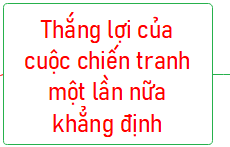 Thắng lợi của
cuộc chiến tranh
một lần nữa
khẳng định